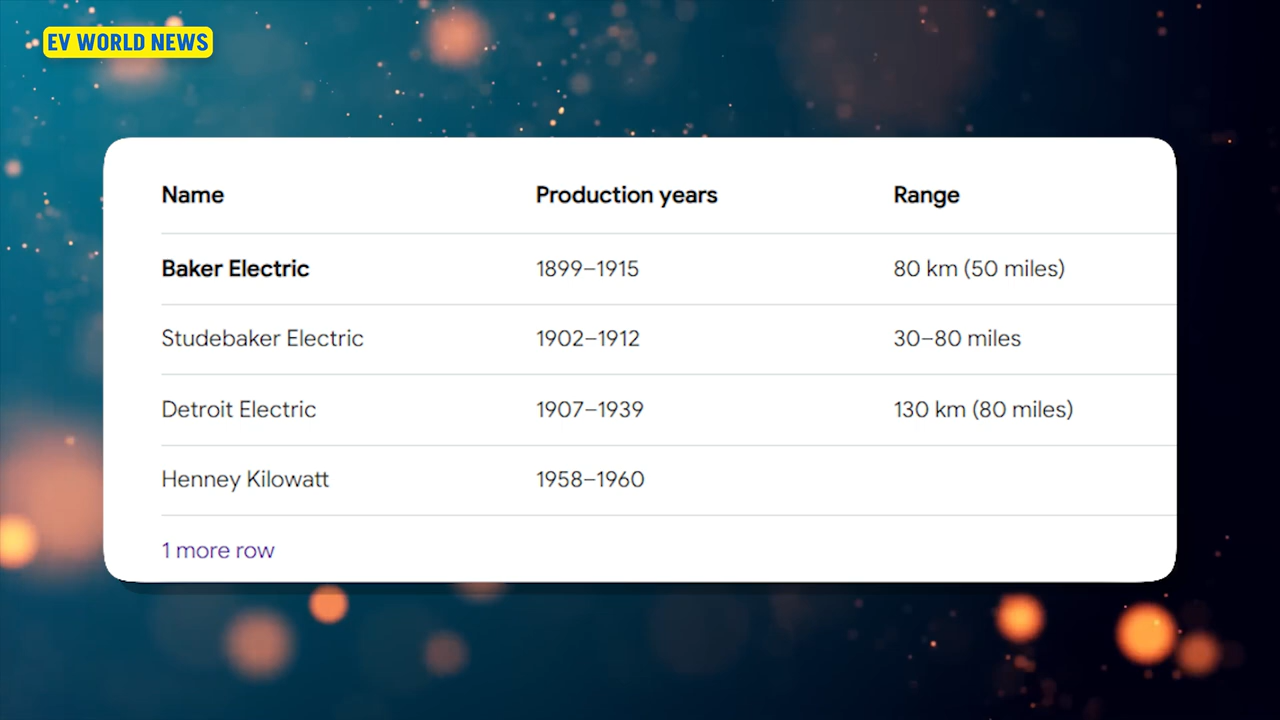 EV WORLD NEWS
Name Production years Range
Baker Electric 1899–1915 80 km (50 miles)
Studebaker Electric 1902–1912 30–80 miles
Detroit Electric 1907–1939 130 km (80 miles)
Henney Kilowatt 1958–1960
1 more row